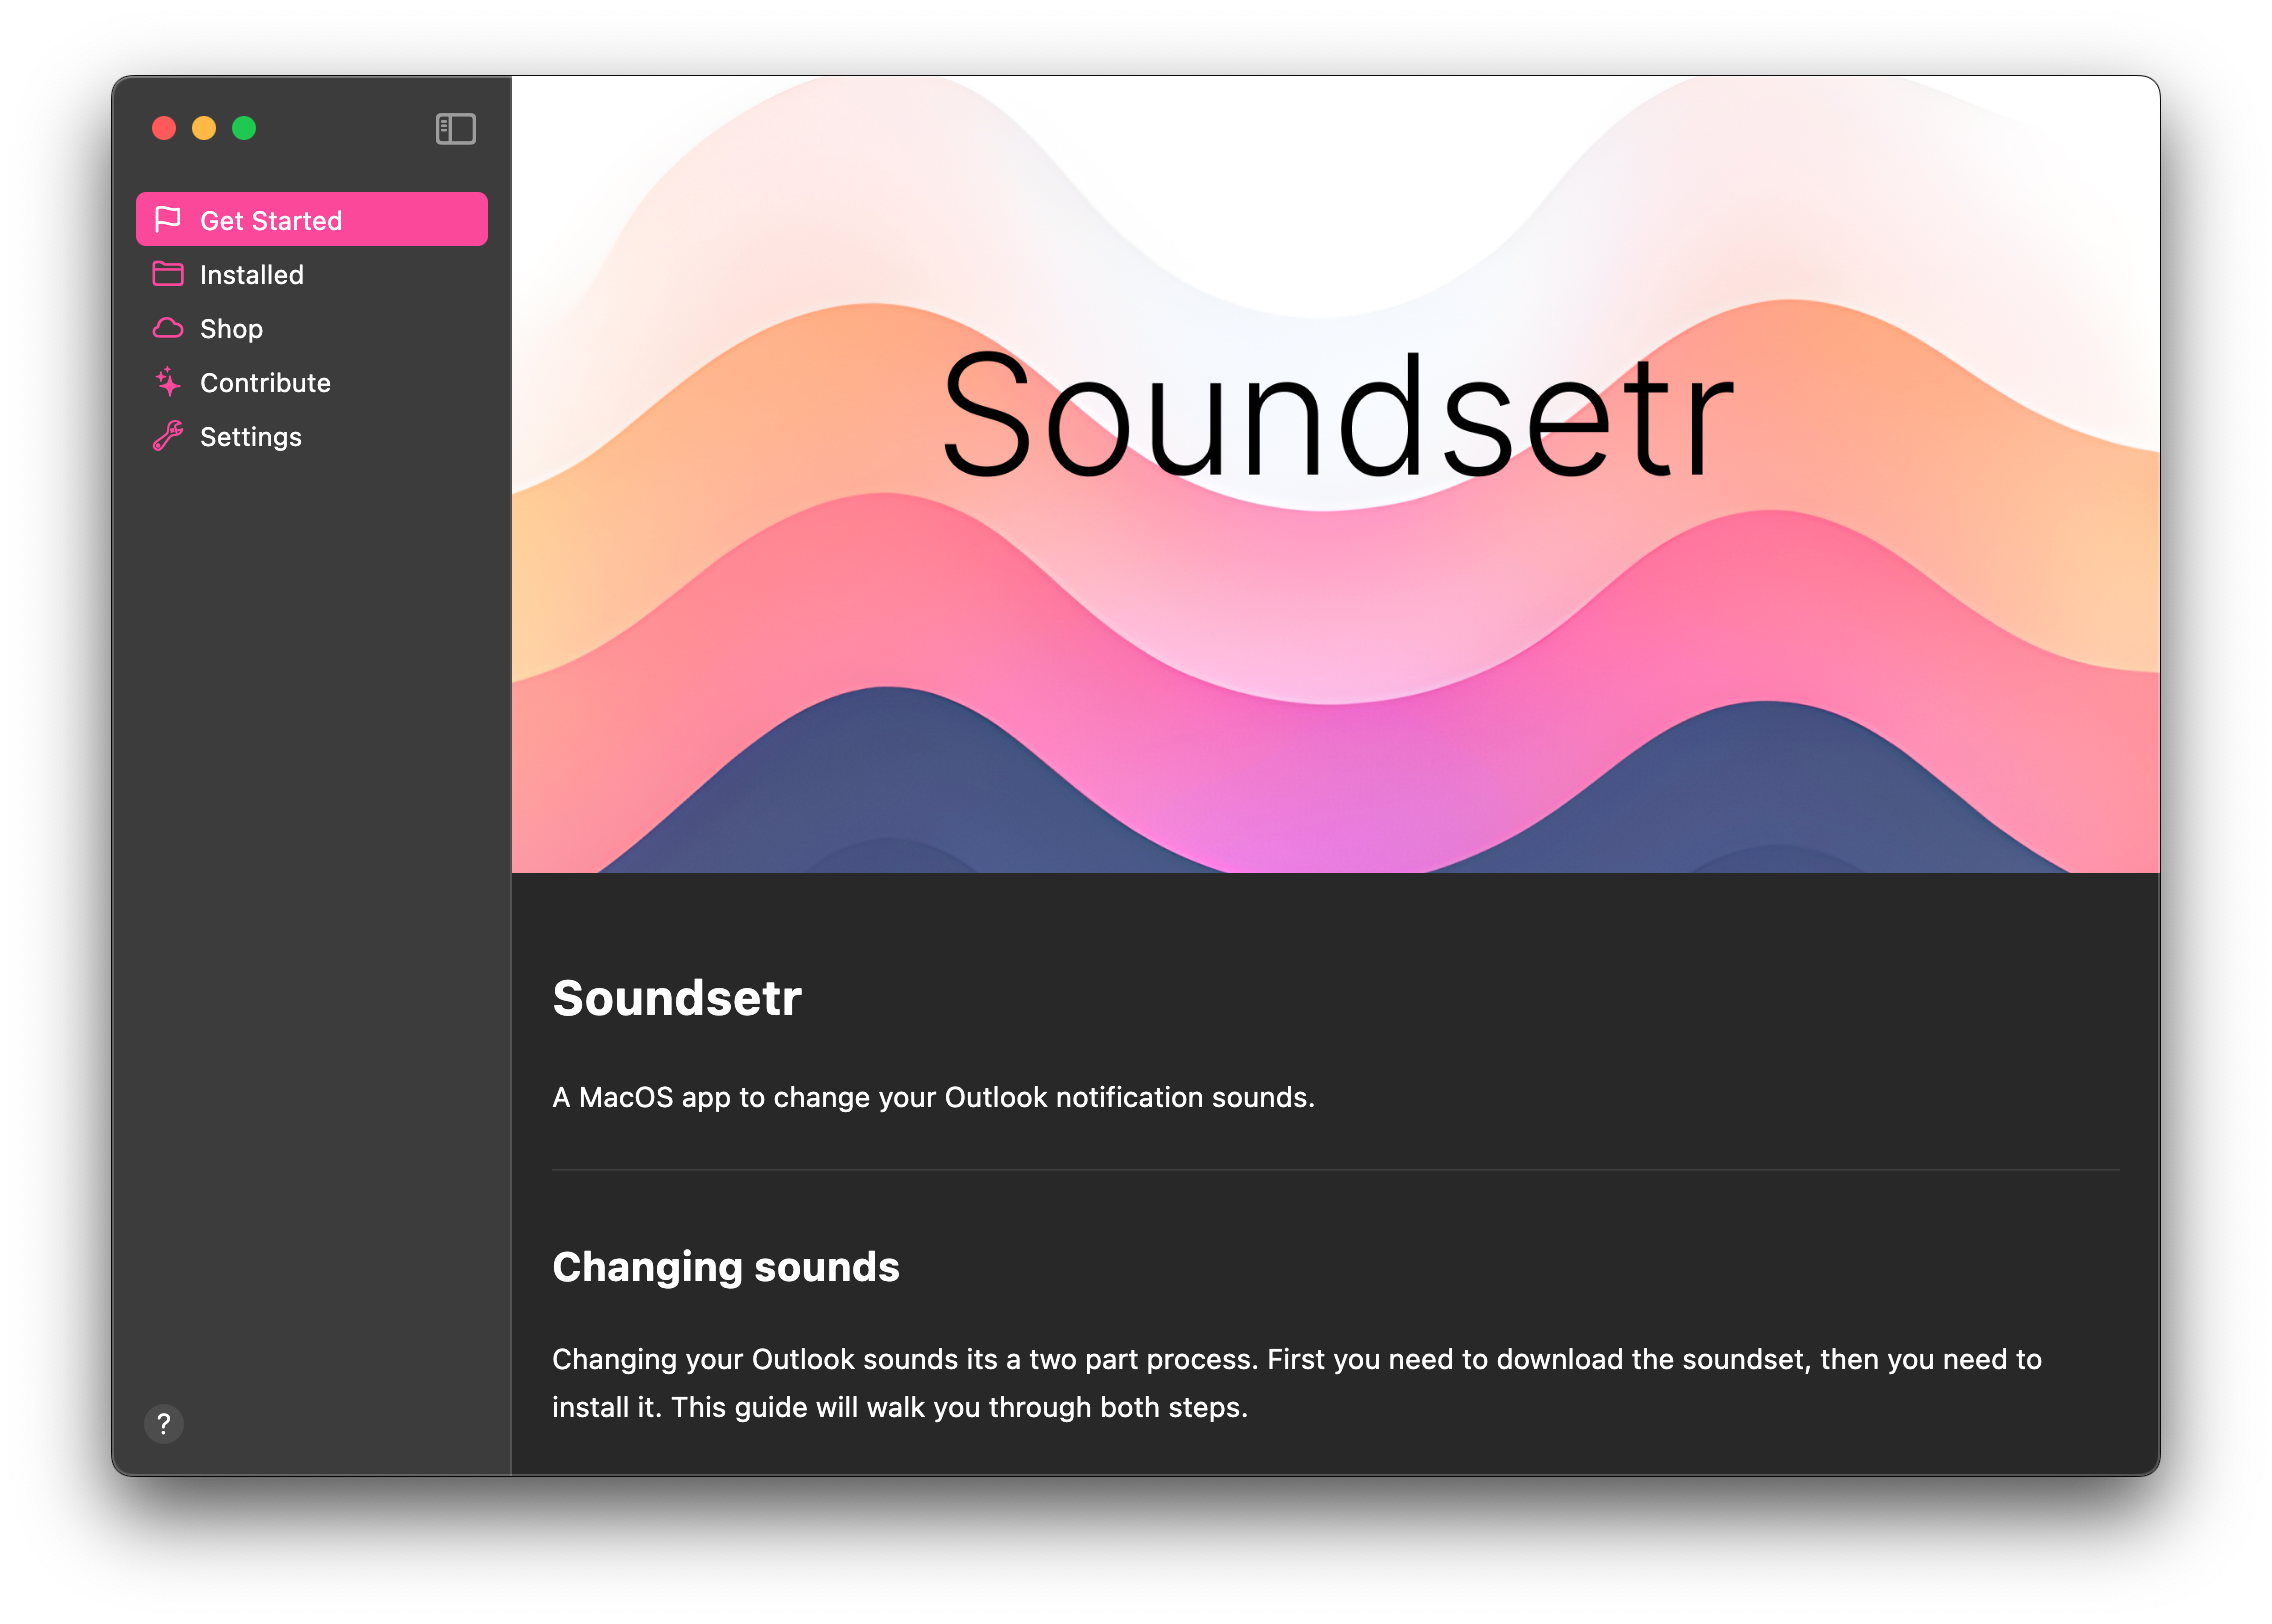 Get Started
Installed
Shop
Contribute
Settings
?
Soundsetr
Soundsetr
A MacOS app to change your Outlook notification sounds.
Changing sounds
Changing your Outlook sounds its a two part process. First you need to download the soundset, then you need to
install it. This guide will walk you through both steps.